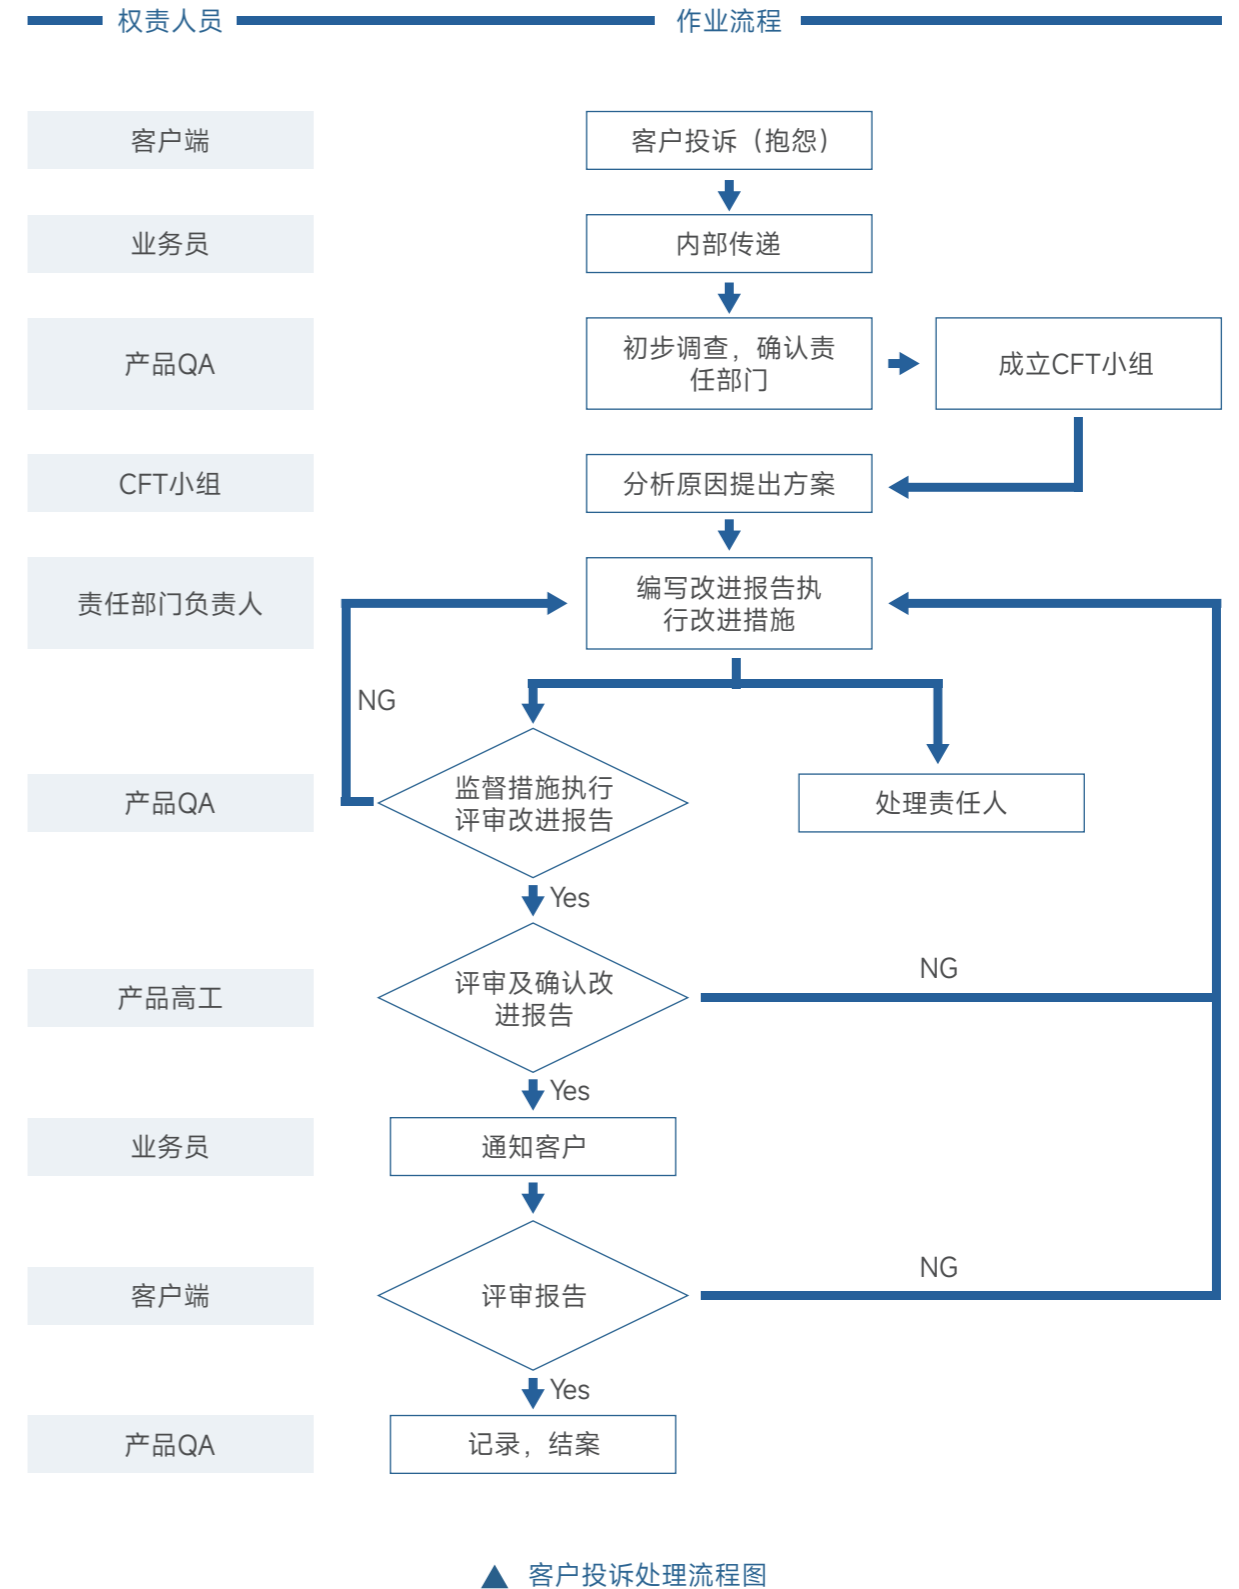 权责人员
作业流程
客户端
客户投诉（抱怨）
业务员
内部传递
产品QA
初步调查，确认责
任部门
成立CFT小组
CFT小组
分析原因提出方案
责任部门负责人
编写改进报告执
行改进措施
NG
产品QA
监督措施执行
评审改进报告
处理责任人
Yes
产品高工
评审及确认改
进报告
NG
Yes
业务员
通知客户
客户端
评审报告
NG
Yes
产品QA
记录，结案
▲ 客户投诉处理流程图